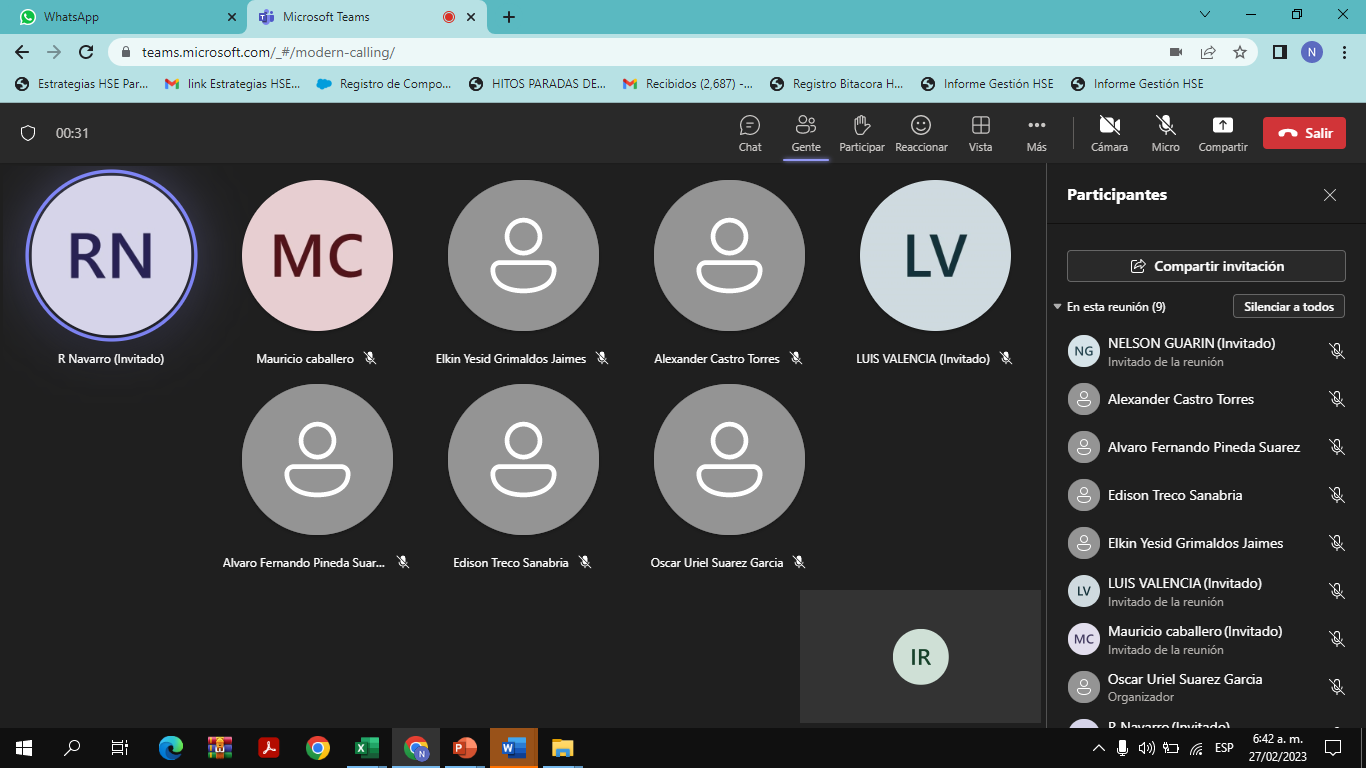 WhatsApp
Microsoft Teams
teams.microsoft.com/_#/modern-calling/
N
Estrategias HSE Par...
link Estrategias HSE...
Registro de Compo...
HITOS PARADAS DE...
Recibidos (2,687) -...
Registro Bitacora H...
Informe Gestión HSE
Informe Gestión HSE
00:31
Chat
Gente
Participar
Reaccionar
Vista
Más
Cámara
Micro
Compartir
Salir
RN
R Navarro (Invitado)
MC
Mauricio caballero
Elkin Yesid Grimaldos Jaimes
Alexander Castro Torres
LV
LUIS VALENCIA (Invitado)
Alvaro Fernando Pineda Suar...
Edison Treco Sanabria
Oscar Uriel Suarez Garcia
IR
Participantes
Compartir invitación
En esta reunión (9)
Silenciar a todos
NG
NELSON GUARIN (Invitado)
Invitado de la reunión
Alexander Castro Torres
Alvaro Fernando Pineda Suarez
Edison Treco Sanabria
Elkin Yesid Grimaldos Jaimes
LV
LUIS VALENCIA (Invitado)
Invitado de la reunión
MC
Mauricio caballero (Invitado)
Invitado de la reunión
Oscar Uriel Suarez Garcia
Organizador
R Navarro (Invitado)
ESP
6:42 a. m.
27/02/2023